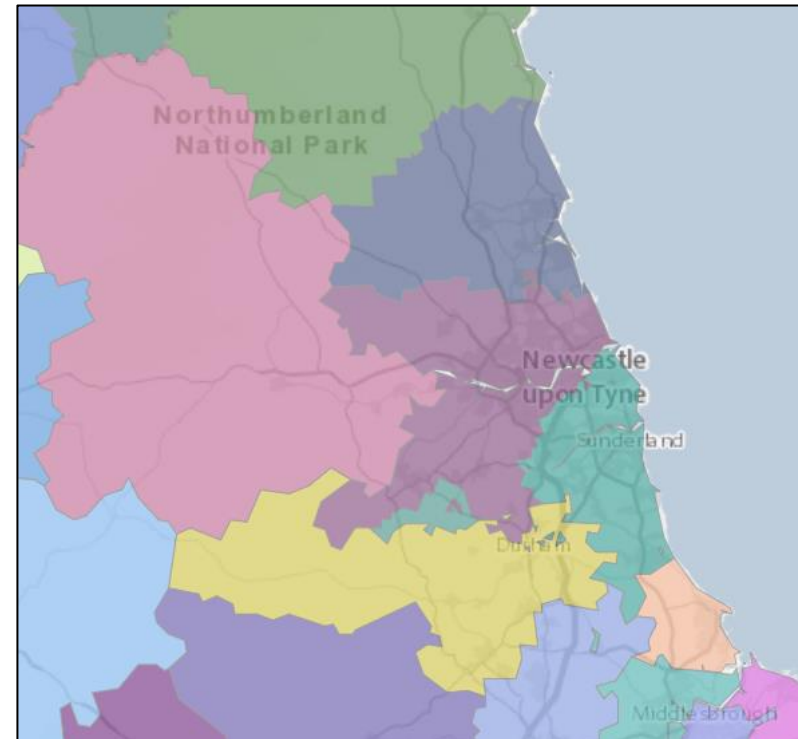 Northumberland
National Park
Newcastle
upon Tyne
Sunderland
Durham
Middlesbrough